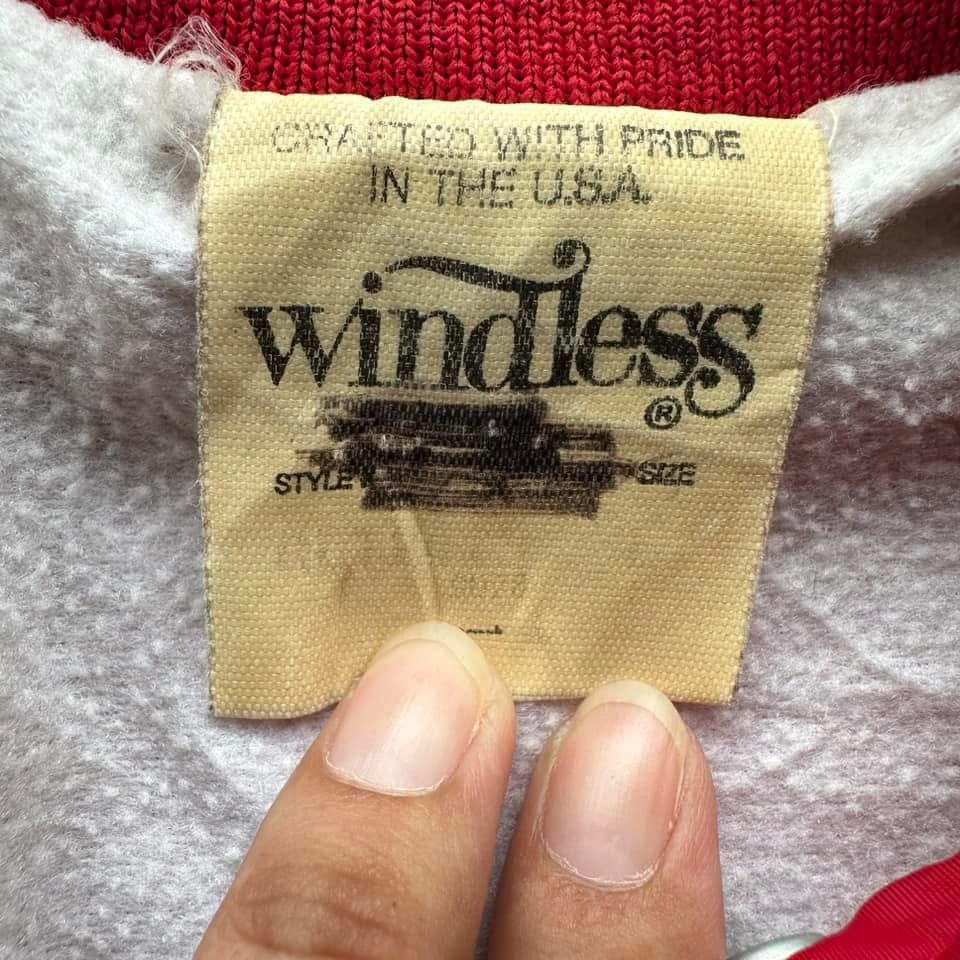 CRAFTED WITH PRIDE
IN THE U.S.A.
windless
®
STYLE SIZE